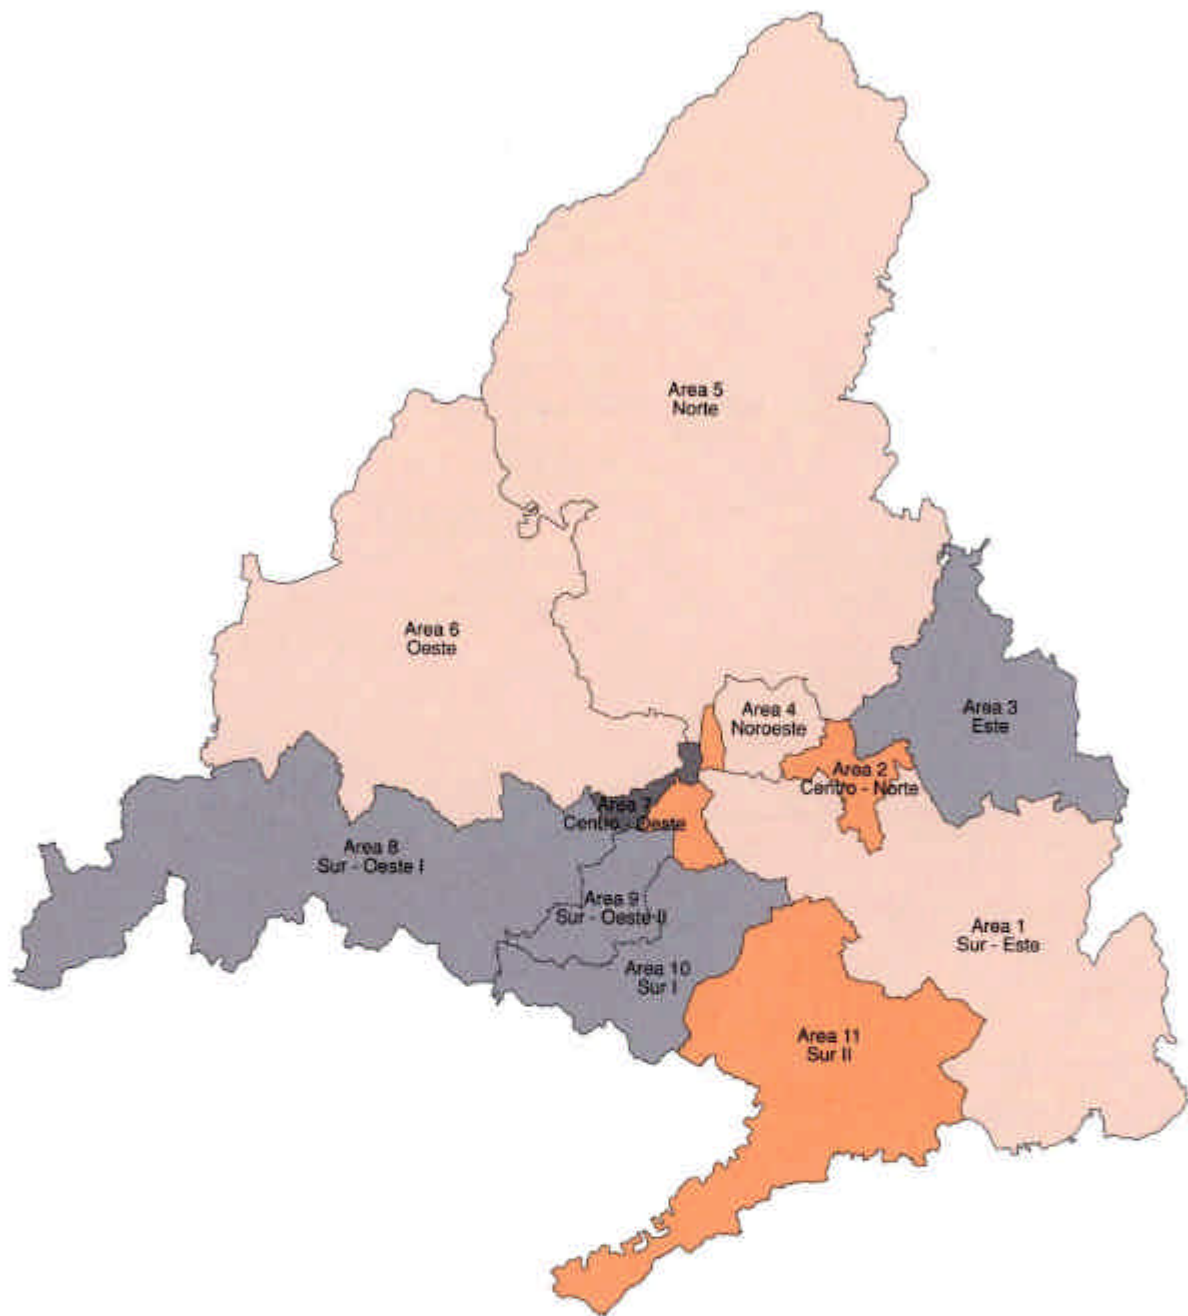 Area 5
Norte
Area 6
Oeste
Area 4
Noroeste
Area 3
Este
Area 2
Centro - Norte
Area 7
Centro - Oeste
Area 8
Sur - Oeste I
Area 9
Sur - Oeste II
Area 1
Sur - Este
Area 10
Sur I
Area 11
Sur II